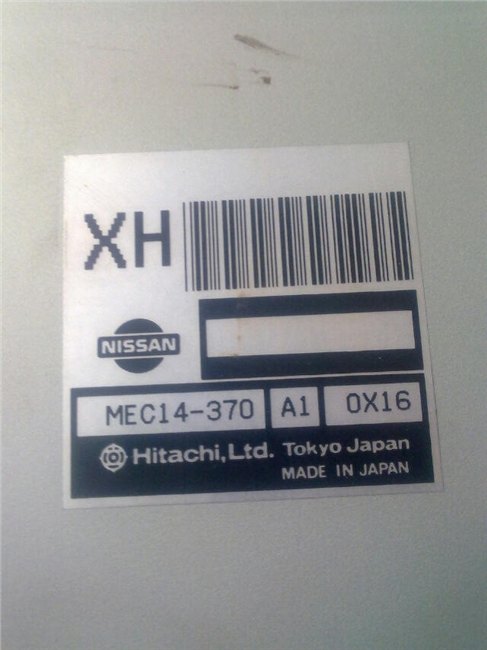 XH
NISSAN
MEC14-370 A1 0X16
Hitachi, Ltd. Tokyo Japan
MADE IN JAPAN